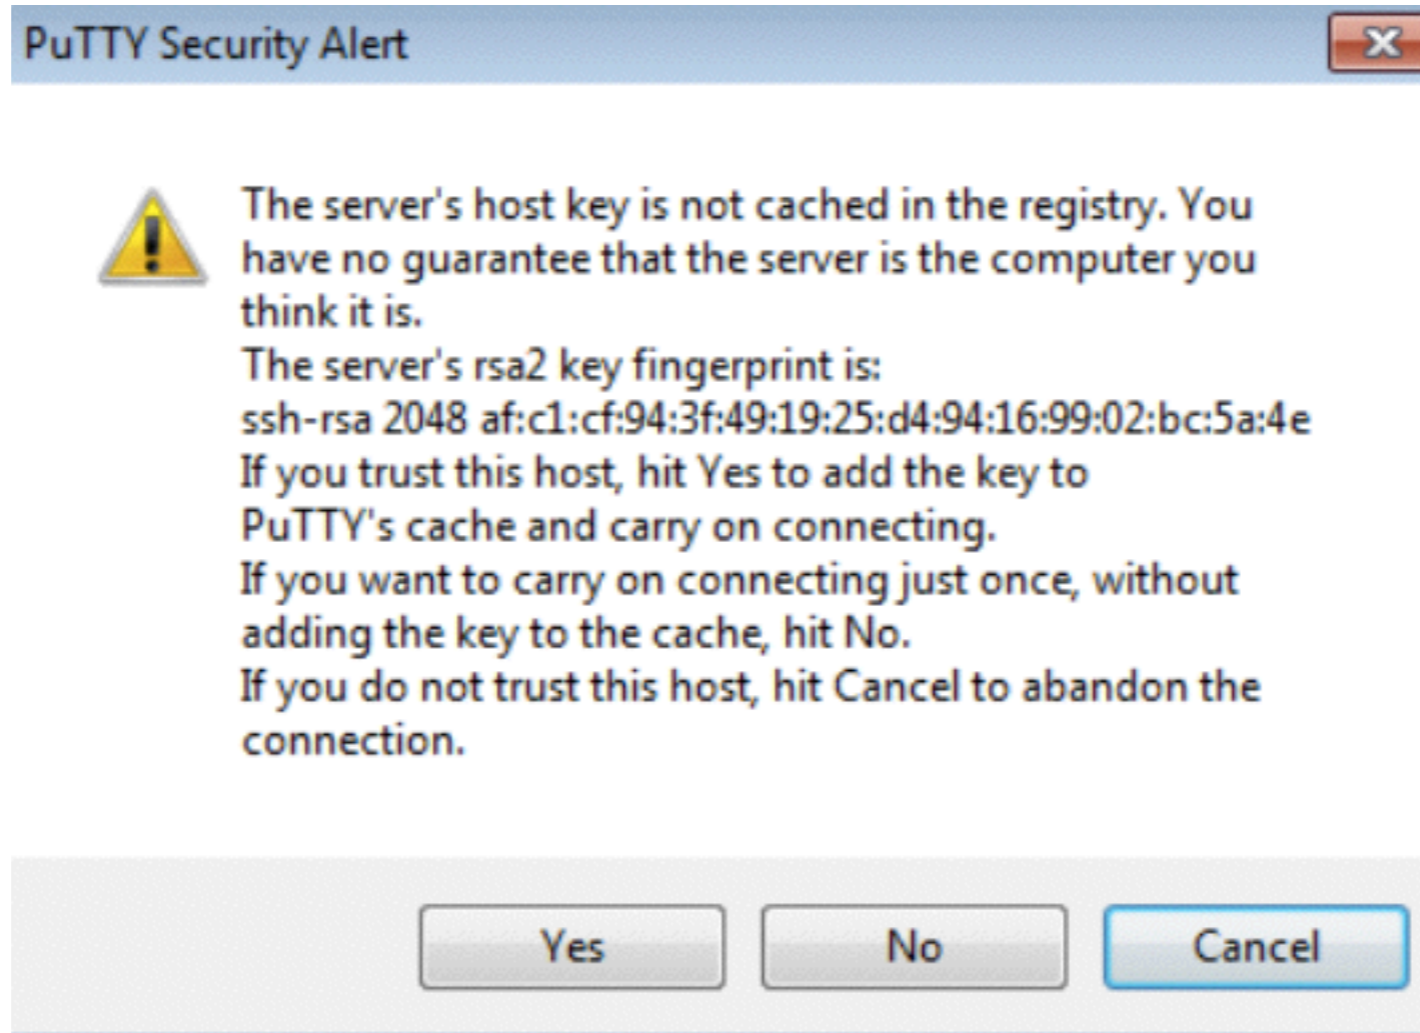 PuTTY Security Alert
The server's host key is not cached in the registry. You
have no guarantee that the server is the computer you
think it is.
The server's rsa2 key fingerprint is:
ssh-rsa 2048 af:c1:cf:94:3f:49:19:25:d4:94:16:99:02:bc:5a:4e
If you trust this host, hit Yes to add the key to
PuTTY's cache and carry on connecting.
If you want to carry on connecting just once, without
adding the key to the cache, hit No.
If you do not trust this host, hit Cancel to abandon the
connection.
Yes No Cancel